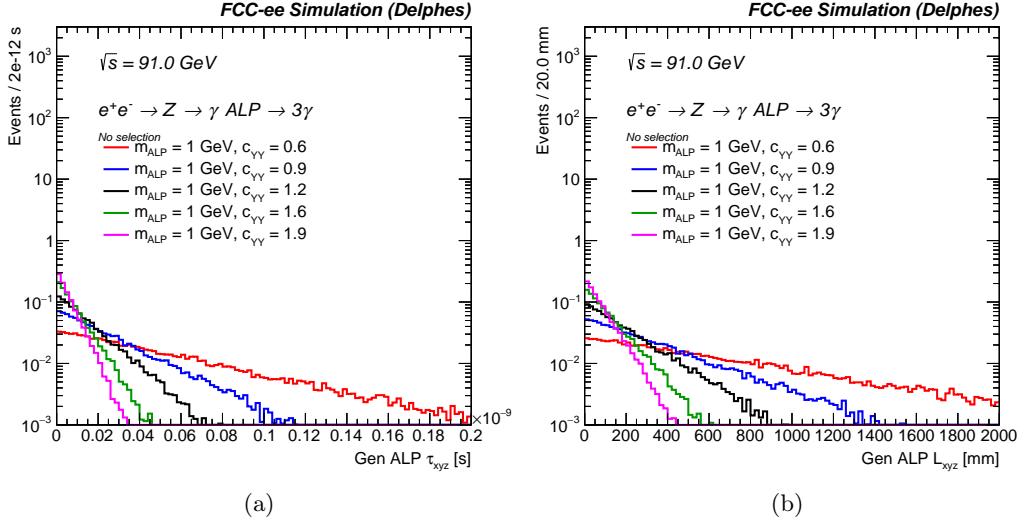 FCC-ee Simulation (Delphes)
Events / 2e-12 s
10³
10²
10
1
10⁻¹
10⁻²
10⁻³
√s = 91.0 GeV
e⁺e⁻ → Z → γ ALP → 3γ
No selection
m_ALP = 1 GeV, c_YY = 0.6
m_ALP = 1 GeV, c_YY = 0.9
m_ALP = 1 GeV, c_YY = 1.2
m_ALP = 1 GeV, c_YY = 1.6
m_ALP = 1 GeV, c_YY = 1.9
0 0.02 0.04 0.06 0.08 0.1 0.12 0.14 0.16 0.18 0.2
×10⁻⁹
Gen ALP τ_xyz [s]
(a)
FCC-ee Simulation (Delphes)
Events / 20.0 mm
10³
10²
10
1
10⁻¹
10⁻²
10⁻³
√s = 91.0 GeV
e⁺e⁻ → Z → γ ALP → 3γ
No selection
m_ALP = 1 GeV, c_YY = 0.6
m_ALP = 1 GeV, c_YY = 0.9
m_ALP = 1 GeV, c_YY = 1.2
m_ALP = 1 GeV, c_YY = 1.6
m_ALP = 1 GeV, c_YY = 1.9
0 200 400 600 800 1000 1200 1400 1600 1800 2000
Gen ALP L_xyz [mm]
(b)